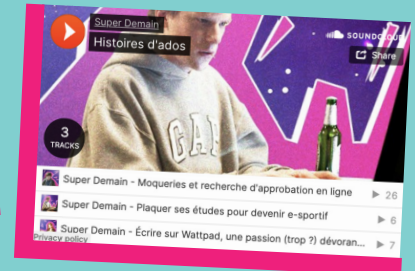 Super Demain
SOUNDCLOUD
Histoires d'ados
Share
GAP
3
TRACKS
Super Demain - Moqueries et recherche d'approbation en ligne
26
Super Demain - Plaquer ses études pour devenir e-sportif
6
Super Demain - Écrire sur Wattpad, une passion (trop ?) dévoran...
7
Privacy policy